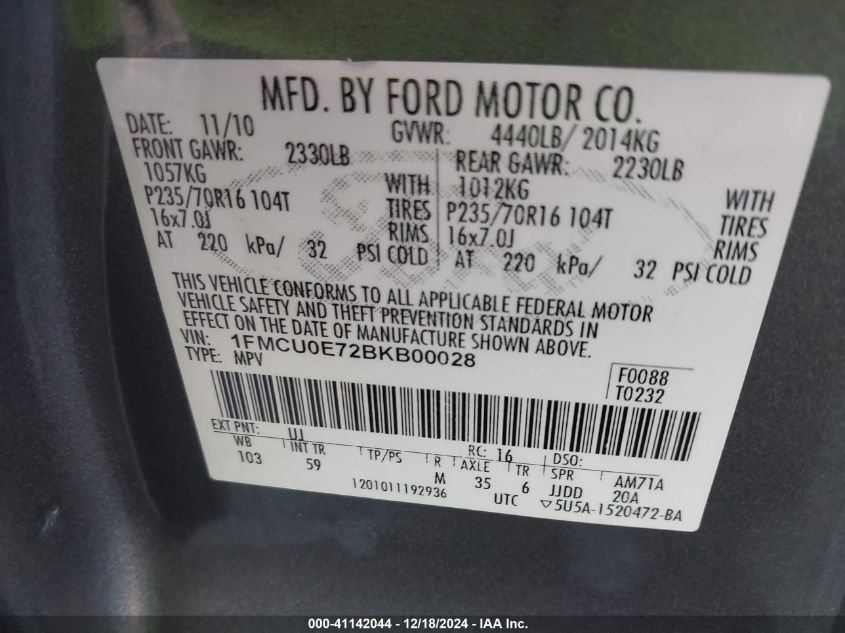 MFD. BY FORD MOTOR CO.
DATE: 11/10 GVWR: 4440LB/ 2014KG
FRONT GAWR: 2330LB REAR GAWR: 2230LB
1057KG WITH 1012KG WITH
P235/70R16 104T TIRES P235/70R16 104T TIRES
16x7.0J RIMS 16x7.0J RIMS
AT 220 kPa/ 32 PSI COLD AT 220 kPa/ 32 PSI COLD
THIS VEHICLE CONFORMS TO ALL APPLICABLE FEDERAL MOTOR
VEHICLE SAFETY AND THEFT PREVENTION STANDARDS IN
EFFECT ON THE DATE OF MANUFACTURE SHOWN ABOVE.
VIN: 1FMCU0E72BKB00028
TYPE: MPV
F0088
T0232
EXT PNT: UJ RC: 16 DSO:
WB INT TR TP/PS R AXLE TR SPR AM71A
103 59 M 35 6 JJDD 20A
1201011192936 UTC ▽5U5A-1520472-BA
000-41142044 / 12/18/2024 - IAA Inc.